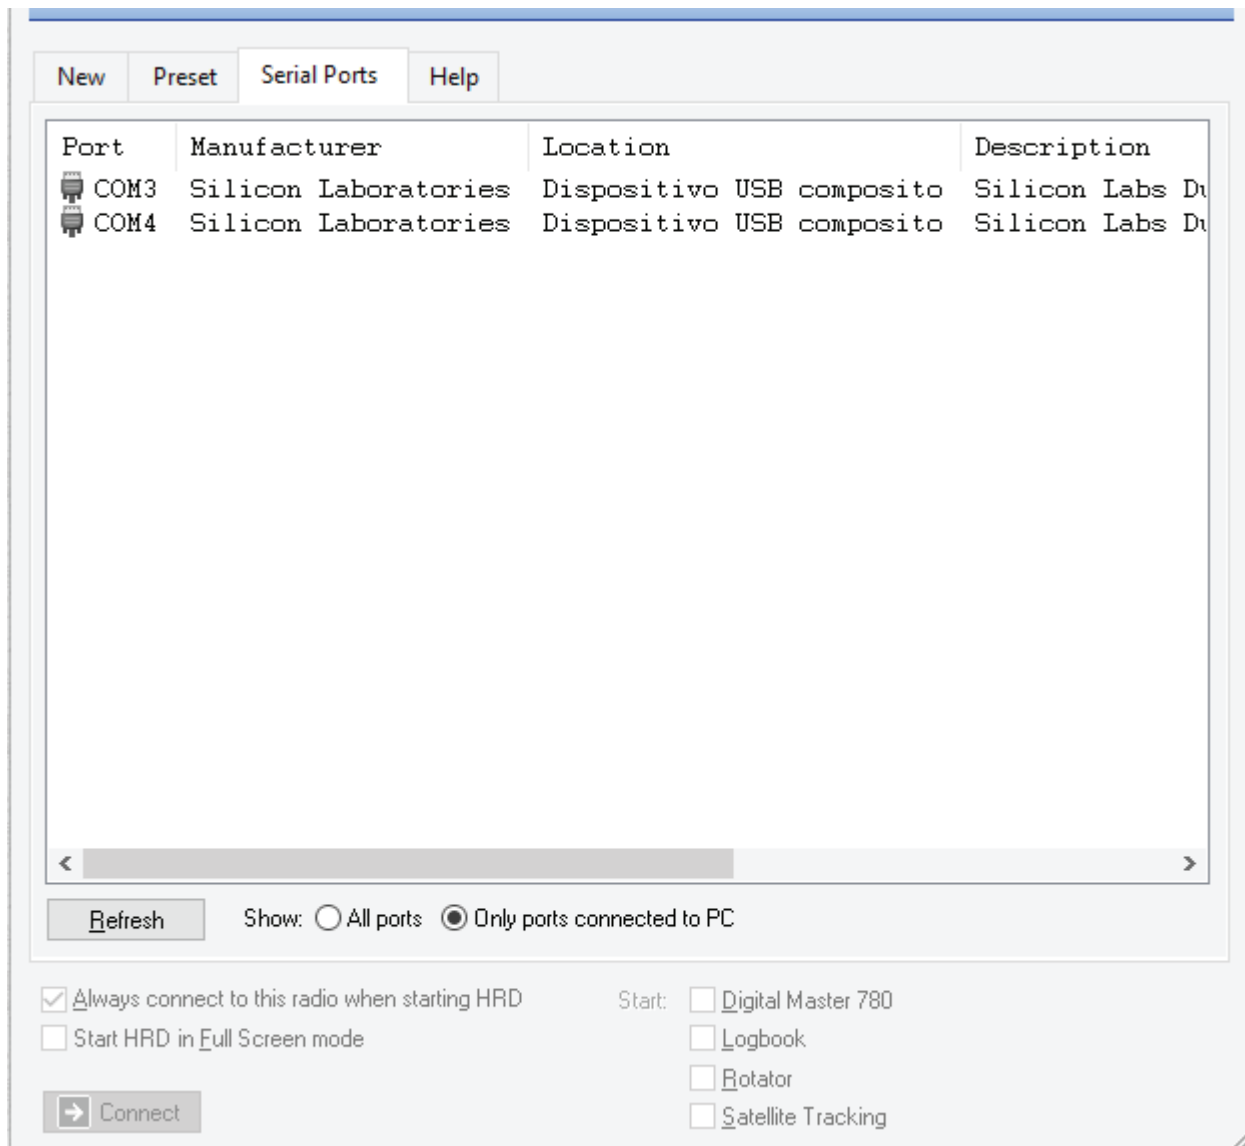 New Preset Serial Ports Help
Port Manufacturer Location Description
COM3 Silicon Laboratories Dispositivo USB composito Silicon Labs
COM4 Silicon Laboratories Dispositivo USB composito Silicon Labs
Refresh Show: All ports Only ports connected to PC
Always connect to this radio when starting HRD Start: Digital Master 780
Start HRD in Full Screen mode Logbook
Rotator
Connect Satellite Tracking